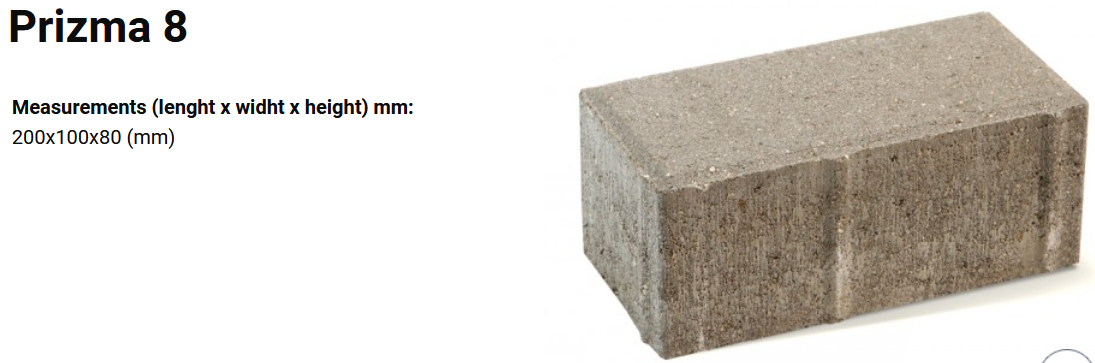 Prizma 8
Measurements (lenght x widht x height) mm:
200x100x80 (mm)